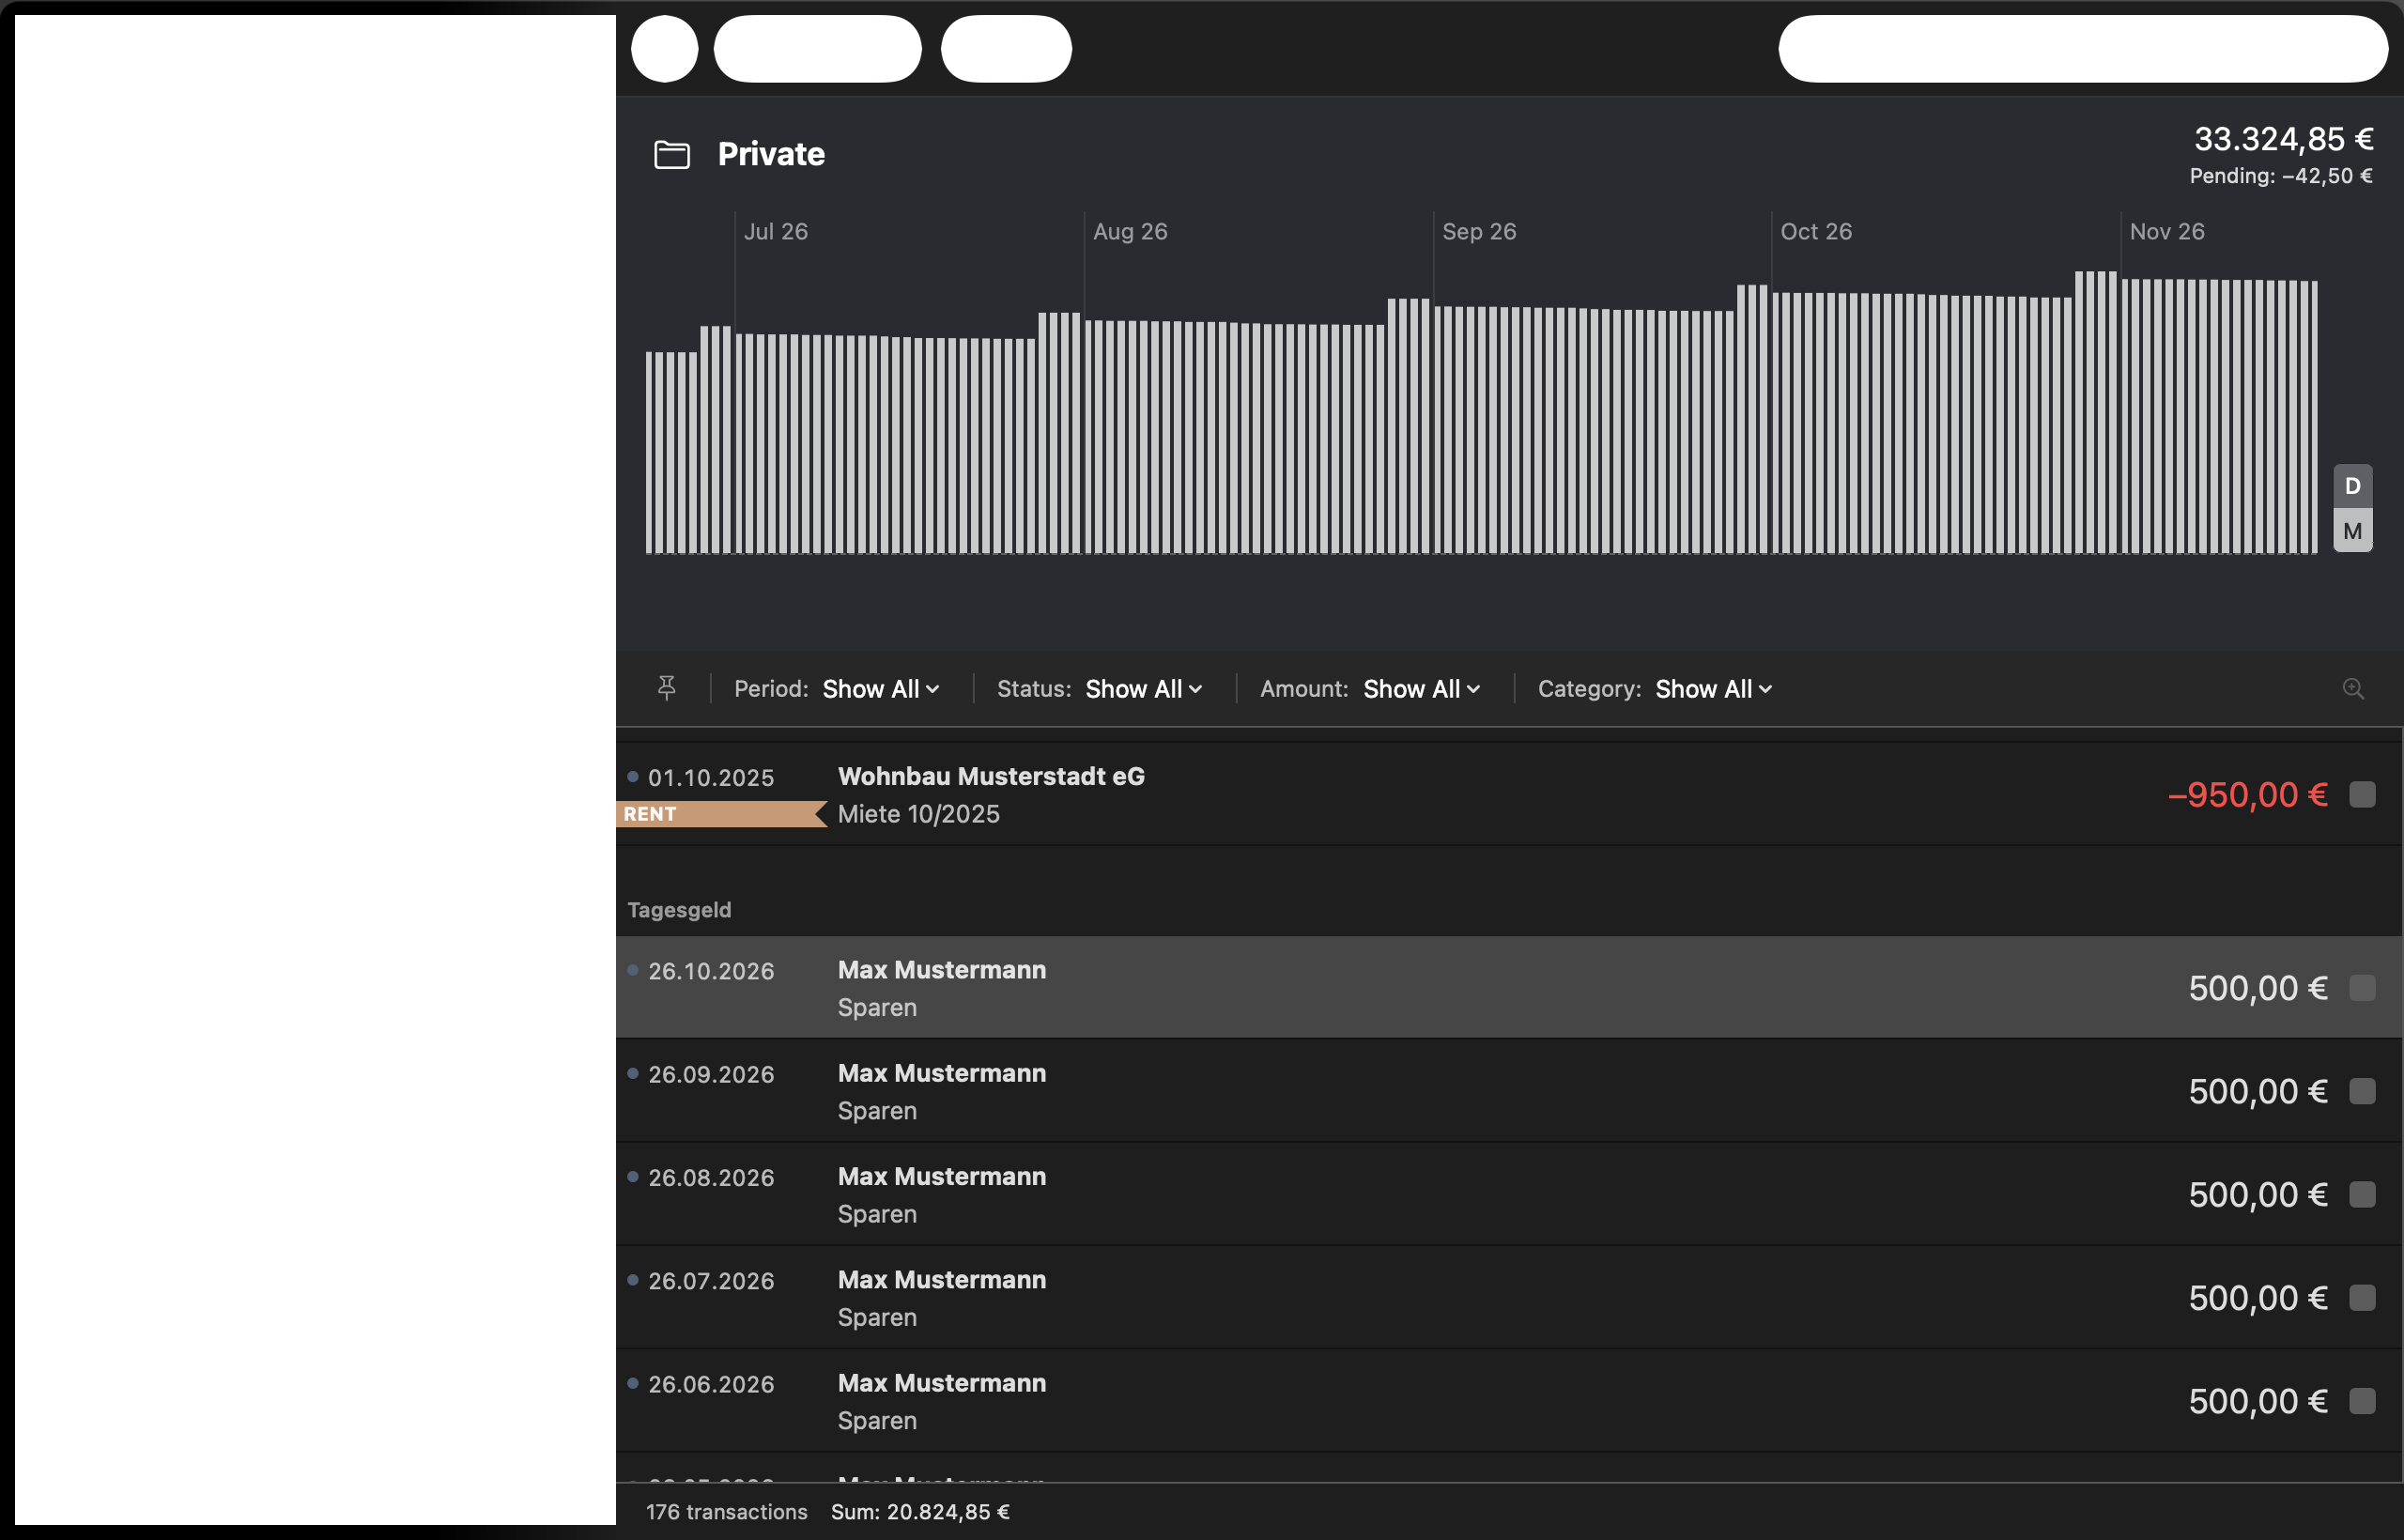 Private
33.324,85 €
Pending: −42,50 €
Jul 26 Aug 26 Sep 26 Oct 26 Nov 26
D
M
Period: Show All Status: Show All Amount: Show All Category: Show All
01.10.2025 Wohnbau Musterstadt eG
−950,00 €
RENT Miete 10/2025
Tagesgeld
26.10.2026 Max Mustermann
500,00 €
Sparen
26.09.2026 Max Mustermann
500,00 €
Sparen
26.08.2026 Max Mustermann
500,00 €
Sparen
26.07.2026 Max Mustermann
500,00 €
Sparen
26.06.2026 Max Mustermann
500,00 €
Sparen
Max Mustermann
176 transactions Sum: 20.824,85 €